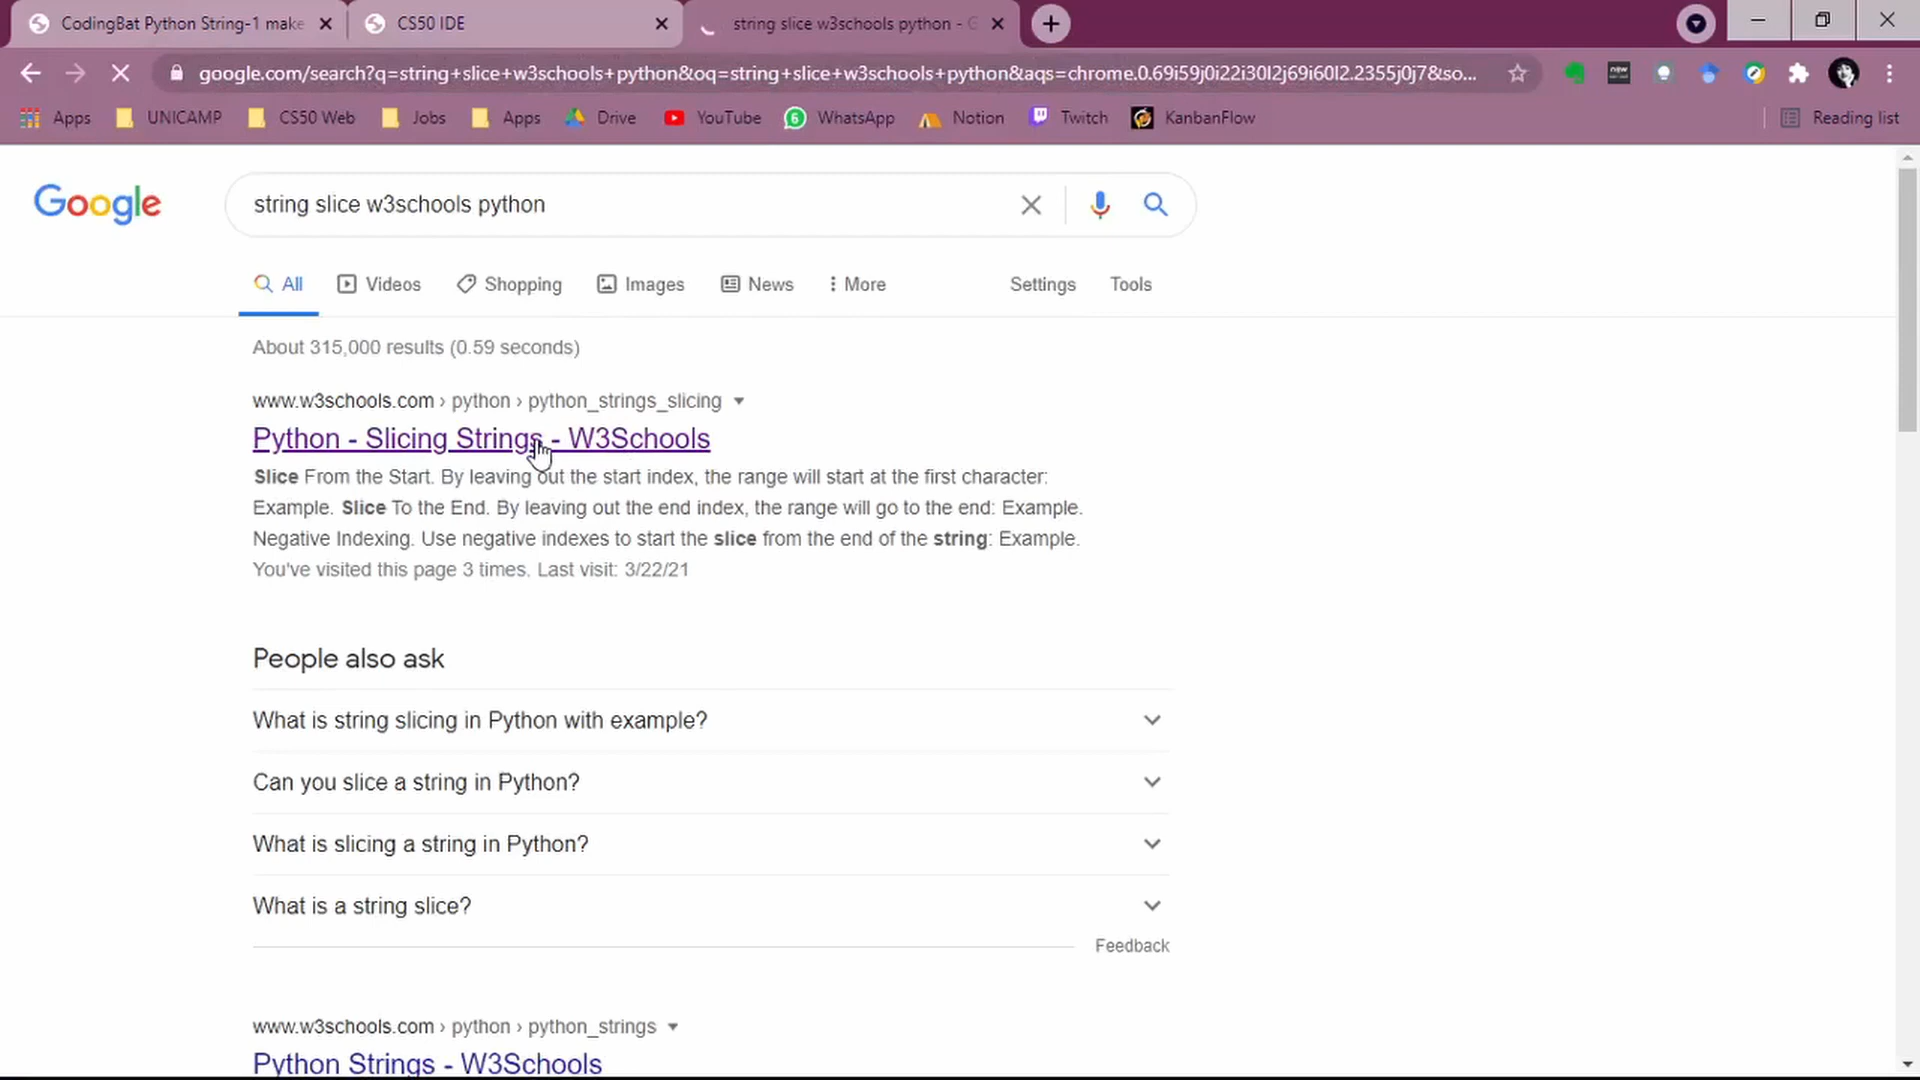 CodingBat Python String-1 make
CS50 IDE
string slice w3schools python - G
google.com/search?q=string+slice+w3schools+python&oq=string+slice+w3schools+python&aqs=chrome.0.69i59j0i22i30l2j69i60l2.2355j0j7&so...
new
Apps
UNICAMP
CS50 Web
Jobs
Apps
Drive
YouTube
6
WhatsApp
Notion
Twitch
KanbanFlow
Reading list
Google
string slice w3schools python
All
Videos
Shopping
Images
News
More
Settings
Tools
About 315,000 results (0.59 seconds)
www.w3schools.com › python › python_strings_slicing
Python - Slicing Strings - W3Schools
Slice From the Start. By leaving out the start index, the range will start at the first character:
Example. Slice To the End. By leaving out the end index, the range will go to the end: Example.
Negative Indexing. Use negative indexes to start the slice from the end of the string: Example.
You've visited this page 3 times. Last visit: 3/22/21
People also ask
What is string slicing in Python with example?
Can you slice a string in Python?
What is slicing a string in Python?
What is a string slice?
Feedback
www.w3schools.com › python › python_strings
Python Strings - W3Schools